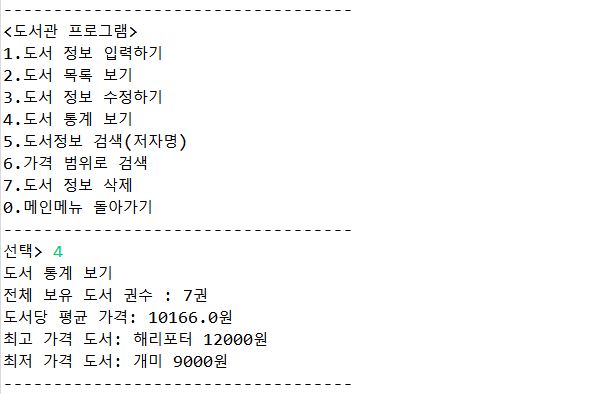 -----------------------------------
<도서관 프로그램>
1.도서 정보 입력하기
2.도서 목록 보기
3.도서 정보 수정하기
4.도서 통계 보기
5.도서정보 검색(저자명)
6.가격 범위로 검색
7.도서 정보 삭제
0.메인메뉴 돌아가기
-----------------------------------
선택> 4
도서 통계 보기
전체 보유 도서 권수 : 7권
도서당 평균 가격: 10166.0원
최고 가격 도서: 해리포터 12000원
최저 가격 도서: 개미 9000원
-----------------------------------